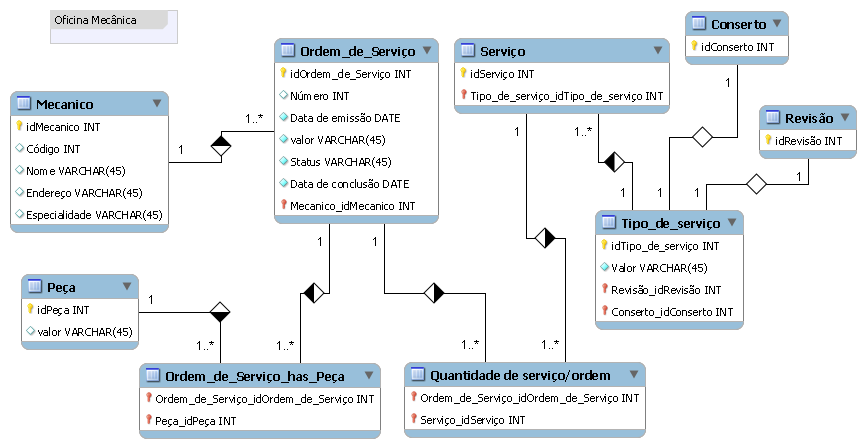 Oficina Mecânica
Mecanico
idMecanico INT
Código INT
Nome VARCHAR(45)
Endereço VARCHAR(45)
Especialidade VARCHAR(45)
1
1..*
Ordem_de_Serviço
idOrdem_de_Serviço INT
Número INT
Data de emissão DATE
valor VARCHAR(45)
Status VARCHAR(45)
Data de conclusão DATE
Mecanico_idMecanico INT
1
1
Serviço
idServiço INT
Tipo_de_serviço_idTipo_de_serviço INT
1
1..*
1
Conserto
idConserto INT
1
1
Revisão
idRevisão INT
1
1
Tipo_de_serviço
idTipo_de_serviço INT
Valor VARCHAR(45)
Revisão_idRevisão INT
Conserto_idConserto INT
Peça
idPeça INT
valor VARCHAR(45)
1
1..*
1..*
Ordem_de_Serviço_has_Peça
Ordem_de_Serviço_idOrdem_de_Serviço INT
Peça_idPeça INT
1..*
1..*
Quantidade de serviço/ordem
Ordem_de_Serviço_idOrdem_de_Serviço INT
Serviço_idServiço INT